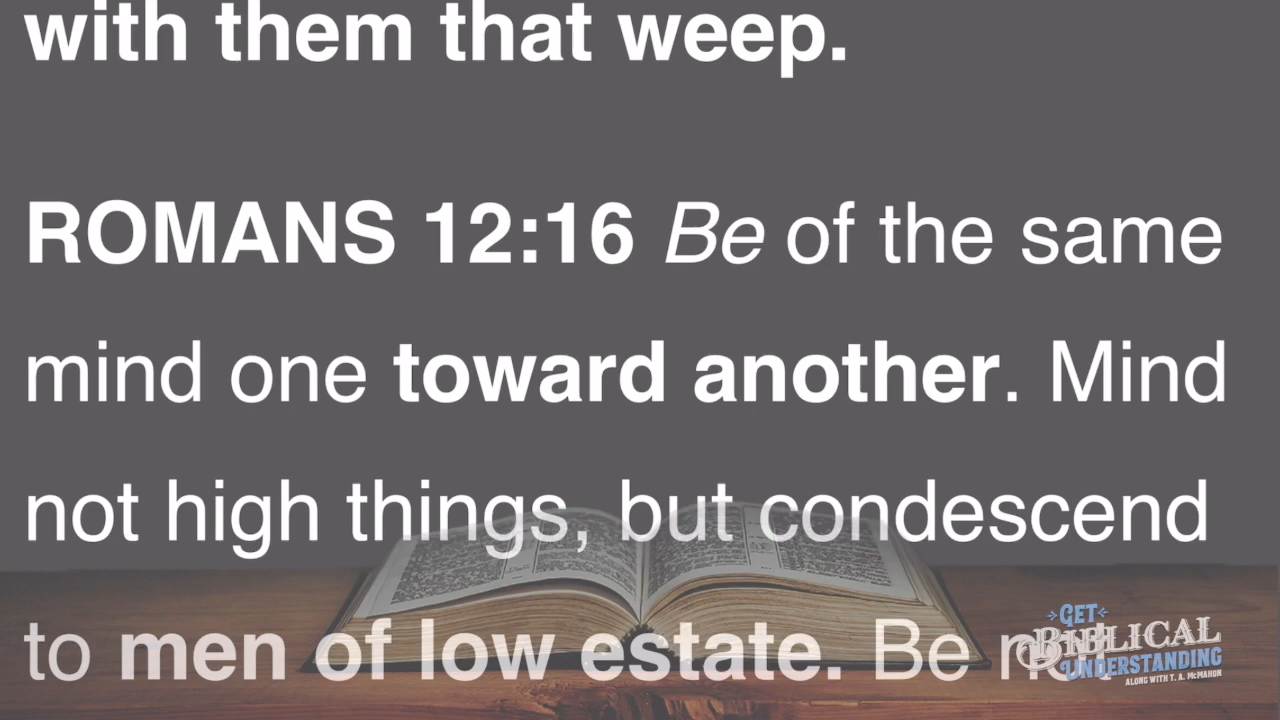 with them that weep.
ROMANS 12:16 Be of the same
mind one toward another. Mind
not high things, but condescend
to men of low estate. Be not
GET
BIBLICAL
UNDERSTANDING
ALONG WITH T. A. McMAHON